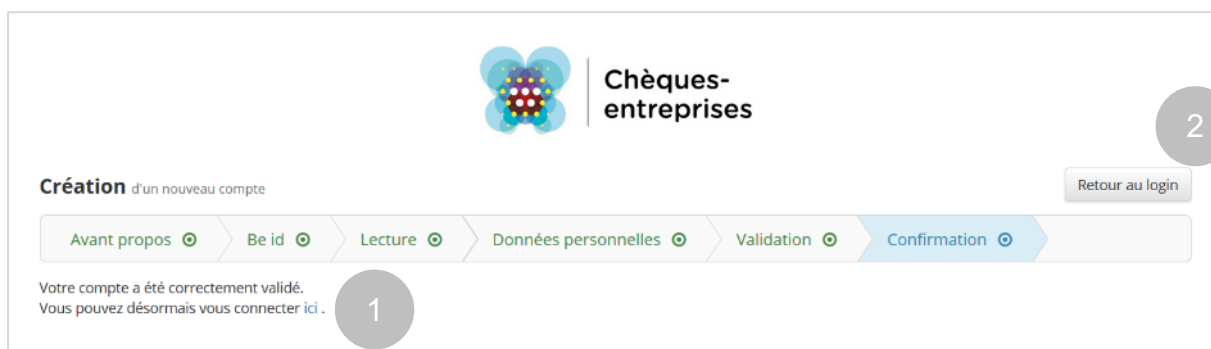 Chèques-
entreprises
2
Création d'un nouveau compte
Retour au login
Avant propos Be id Lecture Données personnelles Validation Confirmation
Votre compte a été correctement validé.
Vous pouvez désormais vous connecter ici .
1